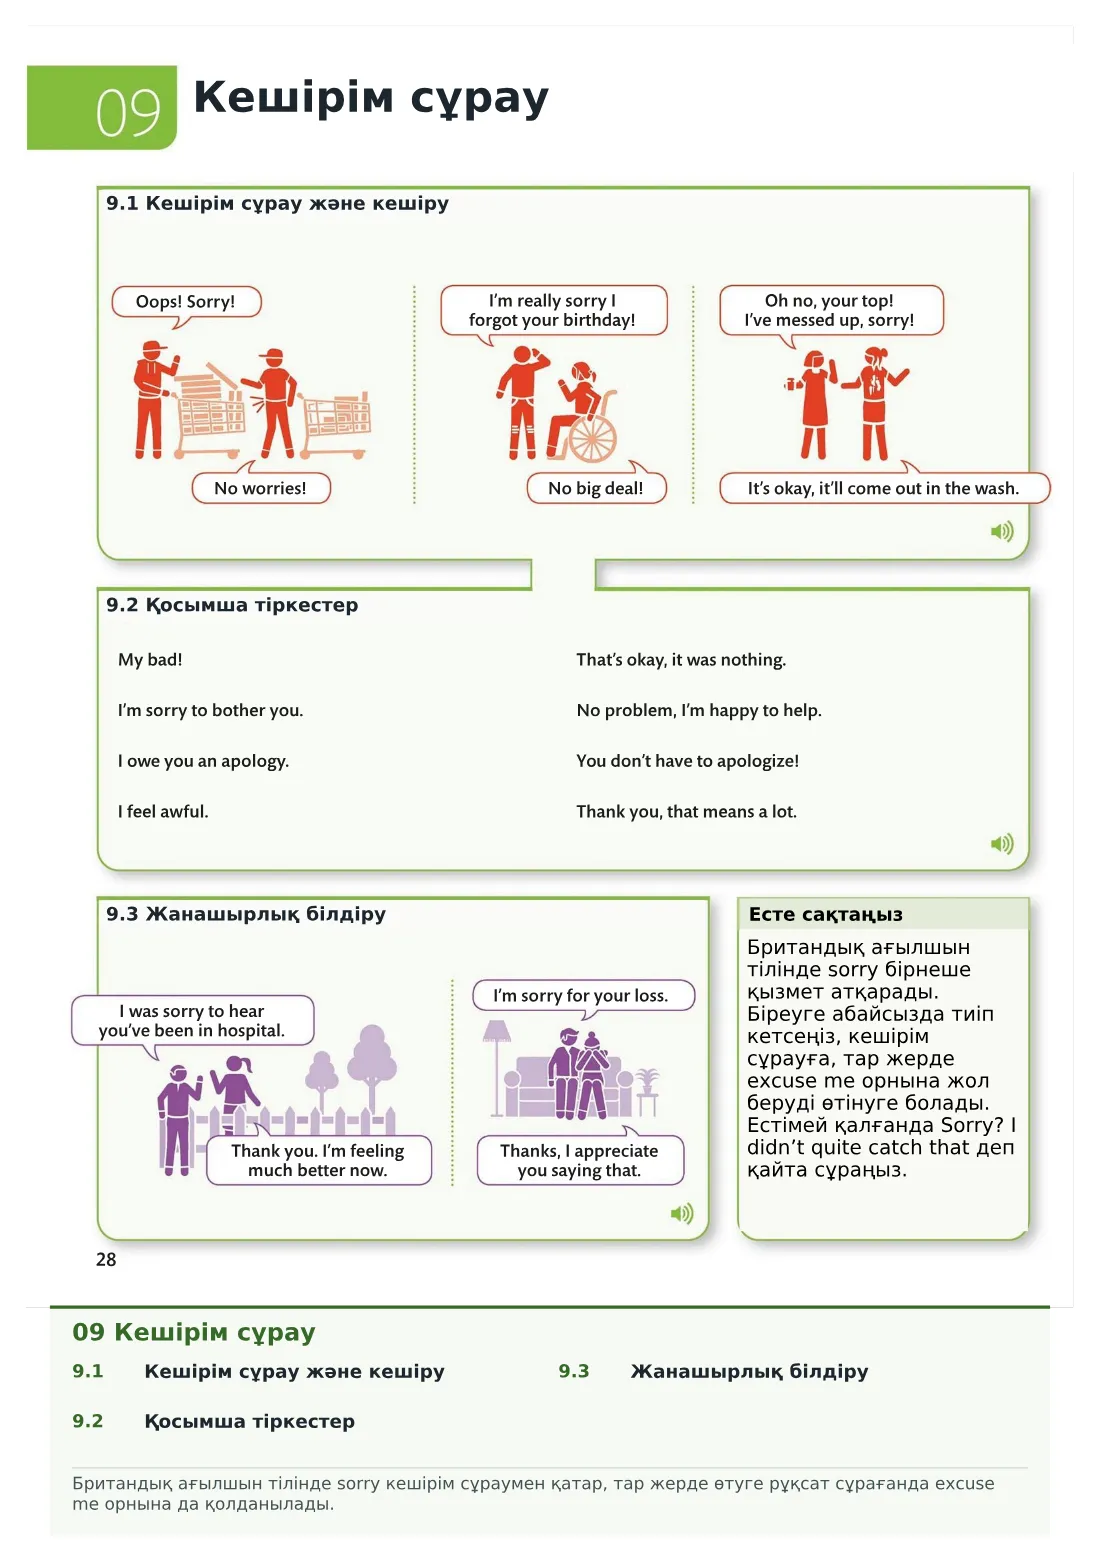 09
Кешірім сұрау
9.1 Кешірім сұрау және кешіру
Oops! Sorry!
No worries!
I'm really sorry I
forgot your birthday!
No big deal!
Oh no, your top!
I've messed up, sorry!
It's okay, it'll come out in the wash.
9.2 Қосымша тіркестер
My bad!
That's okay, it was nothing.
I'm sorry to bother you.
No problem, I'm happy to help.
I owe you an apology.
You don't have to apologize!
I feel awful.
Thank you, that means a lot.
9.3 Жанашырлық білдіру
I was sorry to hear
you've been in hospital.
Thank you. I'm feeling
much better now.
I'm sorry for your loss.
Thanks, I appreciate
you saying that.
Есте сақтаңыз
Британдық ағылшын
тілінде sorry бірнеше
қызмет атқарады.
Біреуге абайсызда тиіп
кетсеңіз, кешірім
сұрауға, тар жерде
excuse me орнына жол
беруді өтінуге болады.
Естімей қалғанда Sorry? I
didn't quite catch that деп
қайта сұраңыз.
28
09 Кешірім сұрау
9.1 Кешірім сұрау және кешіру
9.3 Жанашырлық білдіру
9.2 Қосымша тіркестер
Британдық ағылшын тілінде sorry кешірім сұраумен қатар, тар жерде өтуге рұқсат сұрағанда excuse
me орнына да қолданылады.